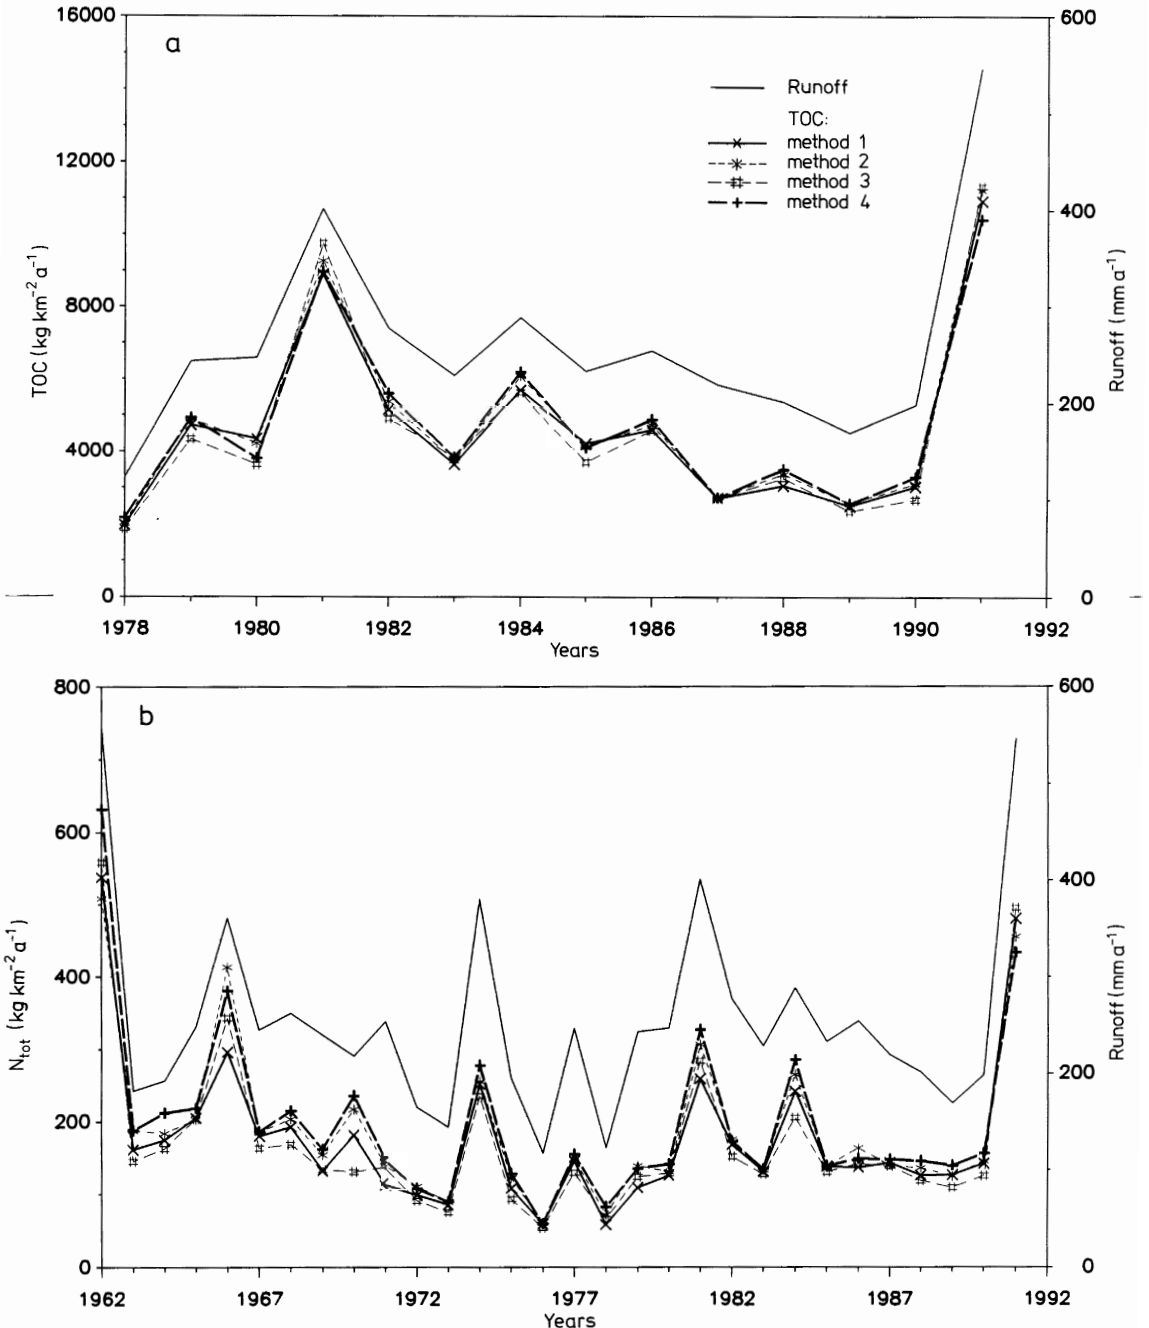 a
16000
12000
8000
4000
0
TOC (kg km⁻² a⁻¹)
600
400
200
0
Runoff (mm a⁻¹)
Runoff
TOC:
method 1
method 2
method 3
method 4
1978 1980 1982 1984 1986 1988 1990 1992
Years
b
800
600
400
200
0
Nₜₒₜ (kg km⁻² a⁻¹)
600
400
200
0
Runoff (mm a⁻¹)
1962 1967 1972 1977 1982 1987 1992
Years